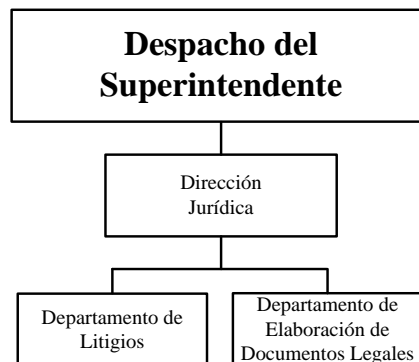 Despacho del
Superintendente
Dirección
Jurídica
Departamento de
Litigios
Departamento de
Elaboración de
Documentos Legales